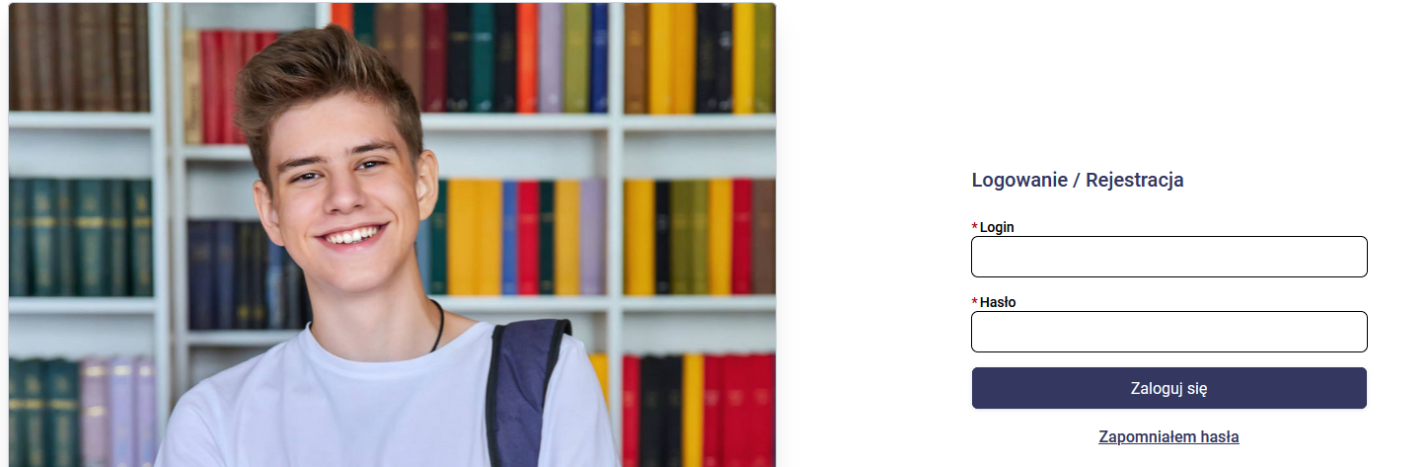 Logowanie / Rejestracja
* Login
* Hasło
Zaloguj się
Zapomniałem hasła